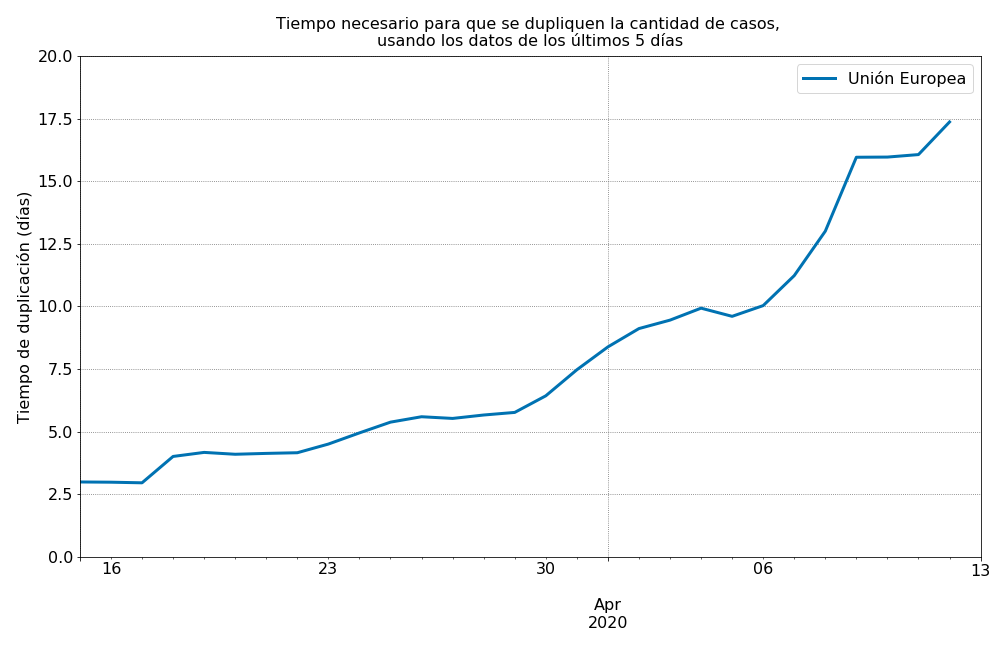 Tiempo necesario para que se dupliquen la cantidad de casos,
usando los datos de los últimos 5 días
Unión Europea
Tiempo de duplicación (días)
20.0
17.5
15.0
12.5
10.0
7.5
5.0
2.5
0.0
16 23 30 06 13
Apr
2020